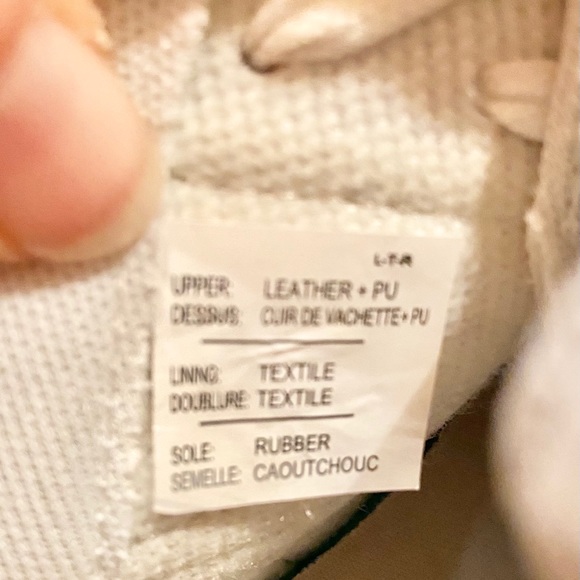 L-T-R
UPPER: LEATHER + PU
DESSUS: CUIR DE VACHETTE+PU
LINING: TEXTILE
DOUBLURE: TEXTILE
SOLE: RUBBER
SEMELLE: CAOUTCHOUC